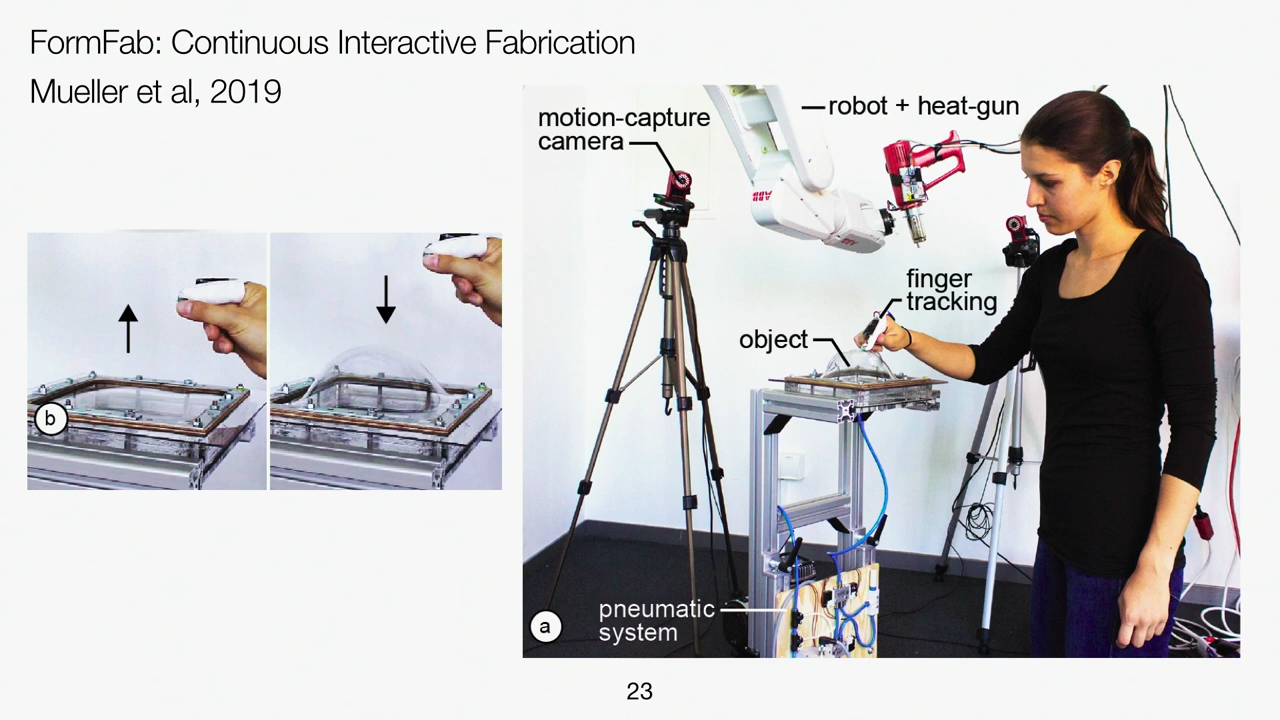 FormFab: Continuous Interactive Fabrication
Mueller et al, 2019
motion-capture
camera
robot + heat-gun
ABB
finger
tracking
object
b
pneumatic
system
a
23